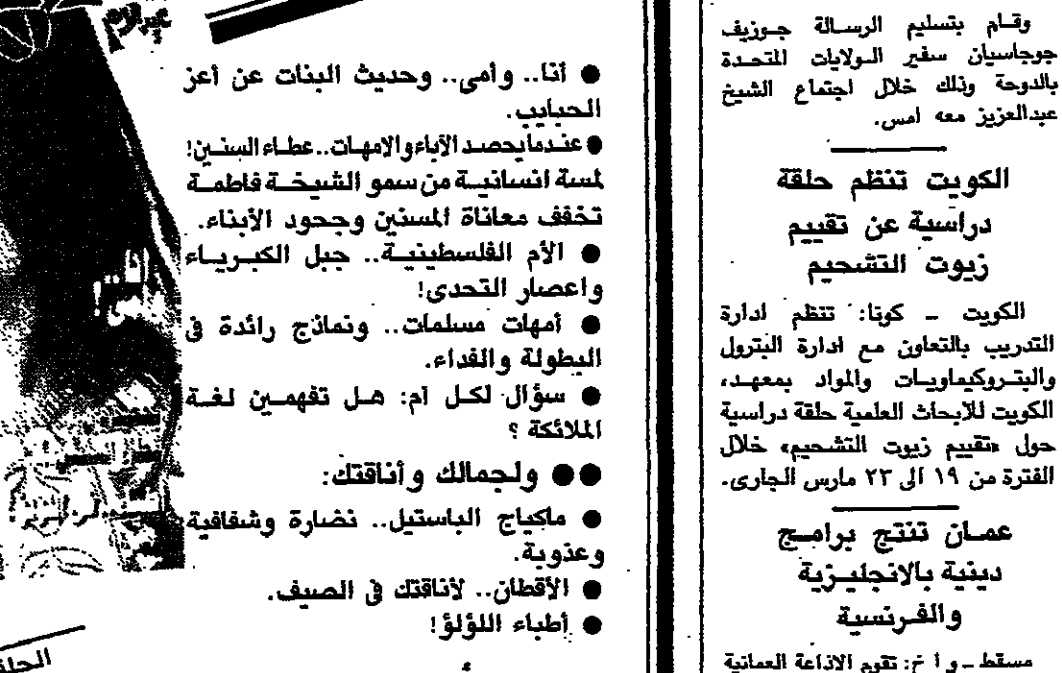 وقام بتسليم الرسالة جوزيف
جوجاسيان سفير الولايات المتحدة
بالدوحة وذلك خلال اجتماع الشيخ
عبدالعزيز معه امس.
الكويت تنظم حلقة
دراسية عن تقييم
زيوت التشحيم
الكويت – كونا: تنظم ادارة
التدريب بالتعاون مع ادارة البترول
والبتروكيماويات والمواد بمعهد،
الكويت للابحاث العلمية حلقة دراسية
حول «تقييم زيوت التشحيم» خلال
الفترة من ١٩ الى ٢٣ مارس الجارى.
عمان تنتج برامج
دينية بالانجليزية
والفرنسية
مسقط – و ا خ: تقوم الاذاعة العمانية
● أنا.. وأمى.. وحديث البنات عن أعز
الحبايب.
● عندما يحصد الآباء والامهات.. عطاء السنين!
لمسة انسانية من سمو الشيخة فاطمة
تخفف معاناة المسنين وجحود الأبناء.
● الأم الفلسطينية.. جبل الكبرياء
واعصار التحدى!
● أمهات مسلمات.. ونماذج رائدة فى
البطولة والفداء.
● سؤال لكل أم: هل تفهمين لغة
الملائكة ؟
●● ولجمالك وأناقتك:
● ماكياج الباستيل.. نضارة وشفافية
وعذوبة.
● الأقطان.. لأناقتك فى الصيف.
● أطباء اللؤلؤ!